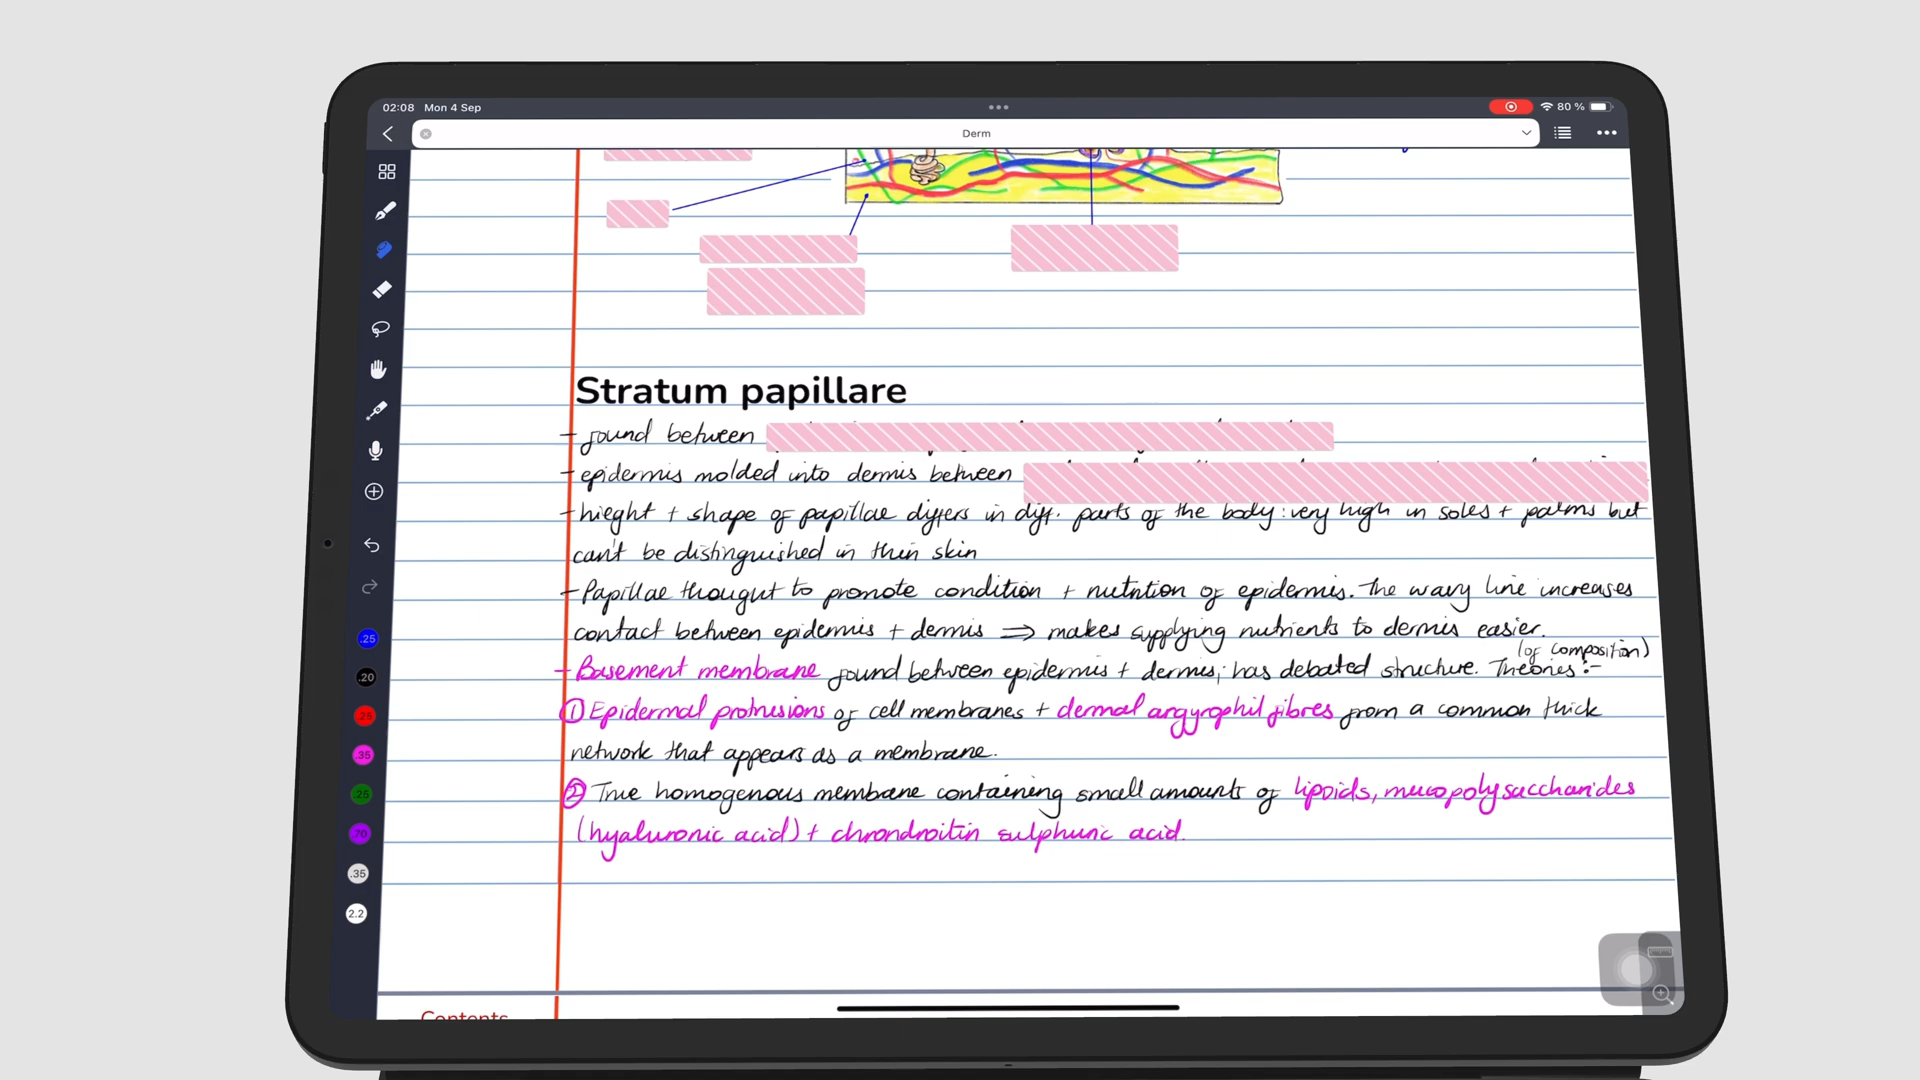 02:08 Mon 4 Sep
80 %
Derm
Stratum papillare
- found between
- epidermis molded into dermis between
- hieght + shape of papillae differs in diff. parts of the body: very high in soles + palms but
can't be distinguished in thin skin
- Papillae thought to promote condition + nutrition of epidermis. The wavy line increases
contact between epidermis + dermis ⇒ makes supplying nutrients to dermis easier.
(of composition)
- Basement membrane found between epidermis + dermis; has debated structure. Theories:-
① Epidermal protrusions of cell membranes + dermal argyrophil fibres from a common thick
network that appears as a membrane.
② True homogenous membrane containing small amounts of lipoids, mucopolysaccharides
(hyaluronic acid) + chrondroitin sulphuric acid.
.25
.20
.25
.35
.25
.70
.35
2.2
Contents